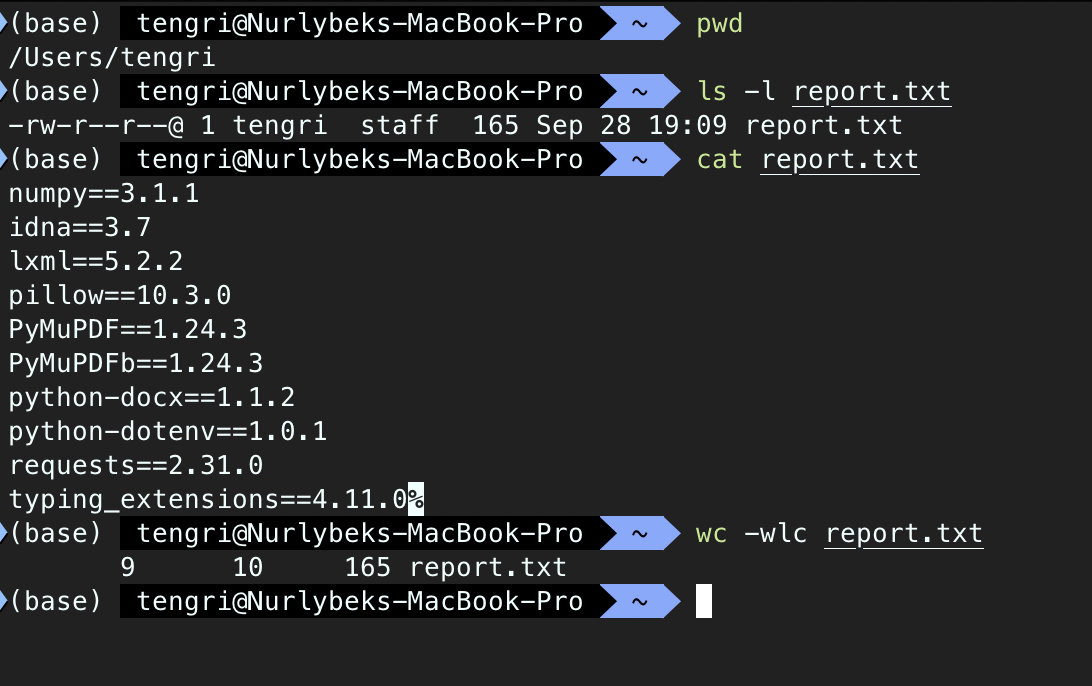 (base) tengri@Nurlybeks-MacBook-Pro ~ pwd
/Users/tengri
(base) tengri@Nurlybeks-MacBook-Pro ~ ls -l report.txt
-rw-r--r--@ 1 tengri  staff  165 Sep 28 19:09 report.txt
(base) tengri@Nurlybeks-MacBook-Pro ~ cat report.txt
numpy==3.1.1
idna==3.7
lxml==5.2.2
pillow==10.3.0
PyMuPDF==1.24.3
PyMuPDFb==1.24.3
python-docx==1.1.2
python-dotenv==1.0.1
requests==2.31.0
typing_extensions==4.11.0%
(base) tengri@Nurlybeks-MacBook-Pro ~ wc -wlc report.txt
       9      10     165 report.txt
(base) tengri@Nurlybeks-MacBook-Pro ~